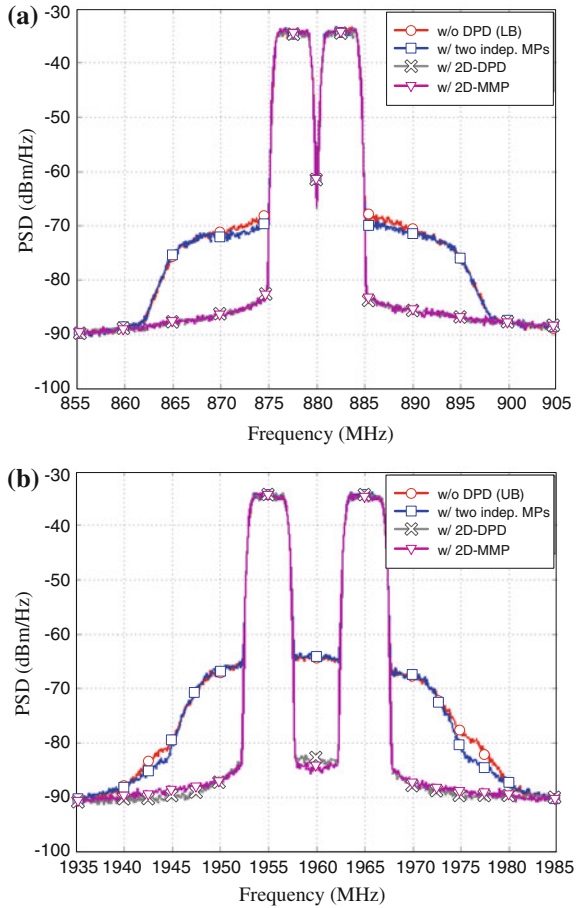 (a)
-30
-40
-50
-60
-70
-80
-90
-100
PSD (dBm/Hz)
w/o DPD (LB)
w/ two indep. MPs
w/ 2D-DPD
w/ 2D-MMP
855 860 865 870 875 880 885 890 895 900 905
Frequency (MHz)
(b)
-30
-40
-50
-60
-70
-80
-90
-100
PSD (dBm/Hz)
w/o DPD (UB)
w/ two indep. MPs
w/ 2D-DPD
w/ 2D-MMP
1935 1940 1945 1950 1955 1960 1965 1970 1975 1980 1985
Frequency (MHz)